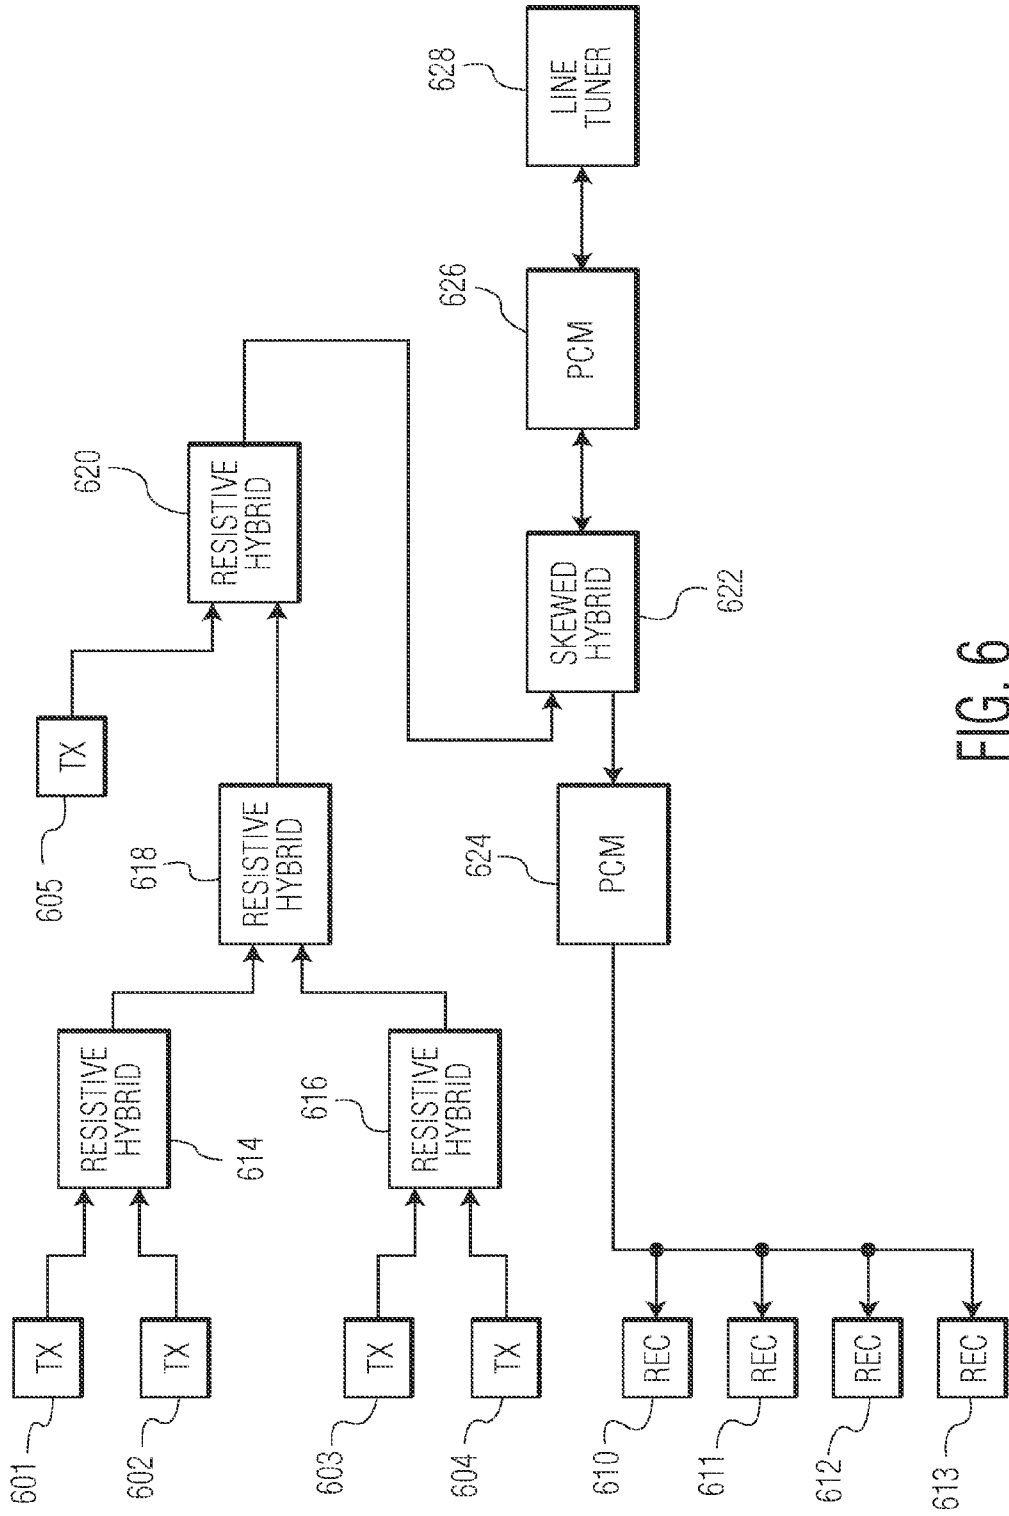 601
TX
602
TX
603
TX
604
TX
605
TX
RESISTIVE
HYBRID
614
RESISTIVE
HYBRID
616
RESISTIVE
HYBRID
618
RESISTIVE
HYBRID
620
SKEWED
HYBRID
622
PCM
624
PCM
626
LINE
TUNER
628
610
REC
611
REC
612
REC
613
REC
FIG. 6